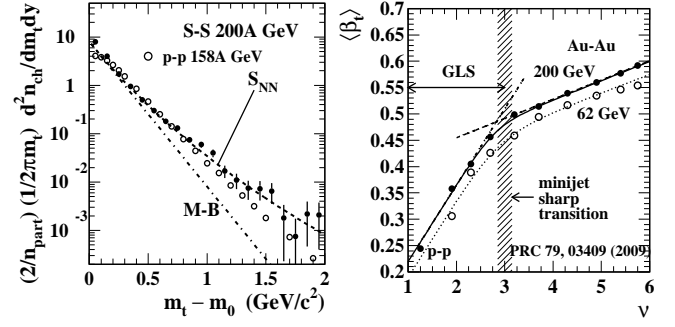 (2/n_part) (1/2πm_t) d²n_ch/dm_t dy
10
1
10⁻¹
10⁻²
10⁻³
S-S 200A GeV
p-p 158A GeV
S_NN
M-B
0
0.5
1
1.5
2
m_t − m_0 (GeV/c²)
⟨β_t⟩
0.7
0.65
0.6
0.55
0.5
0.45
0.4
0.35
0.3
0.25
0.2
Au-Au
GLS
200 GeV
62 GeV
minijet
sharp
transition
p-p
PRC 79, 03409 (2009)
1
2
3
4
5
6
ν